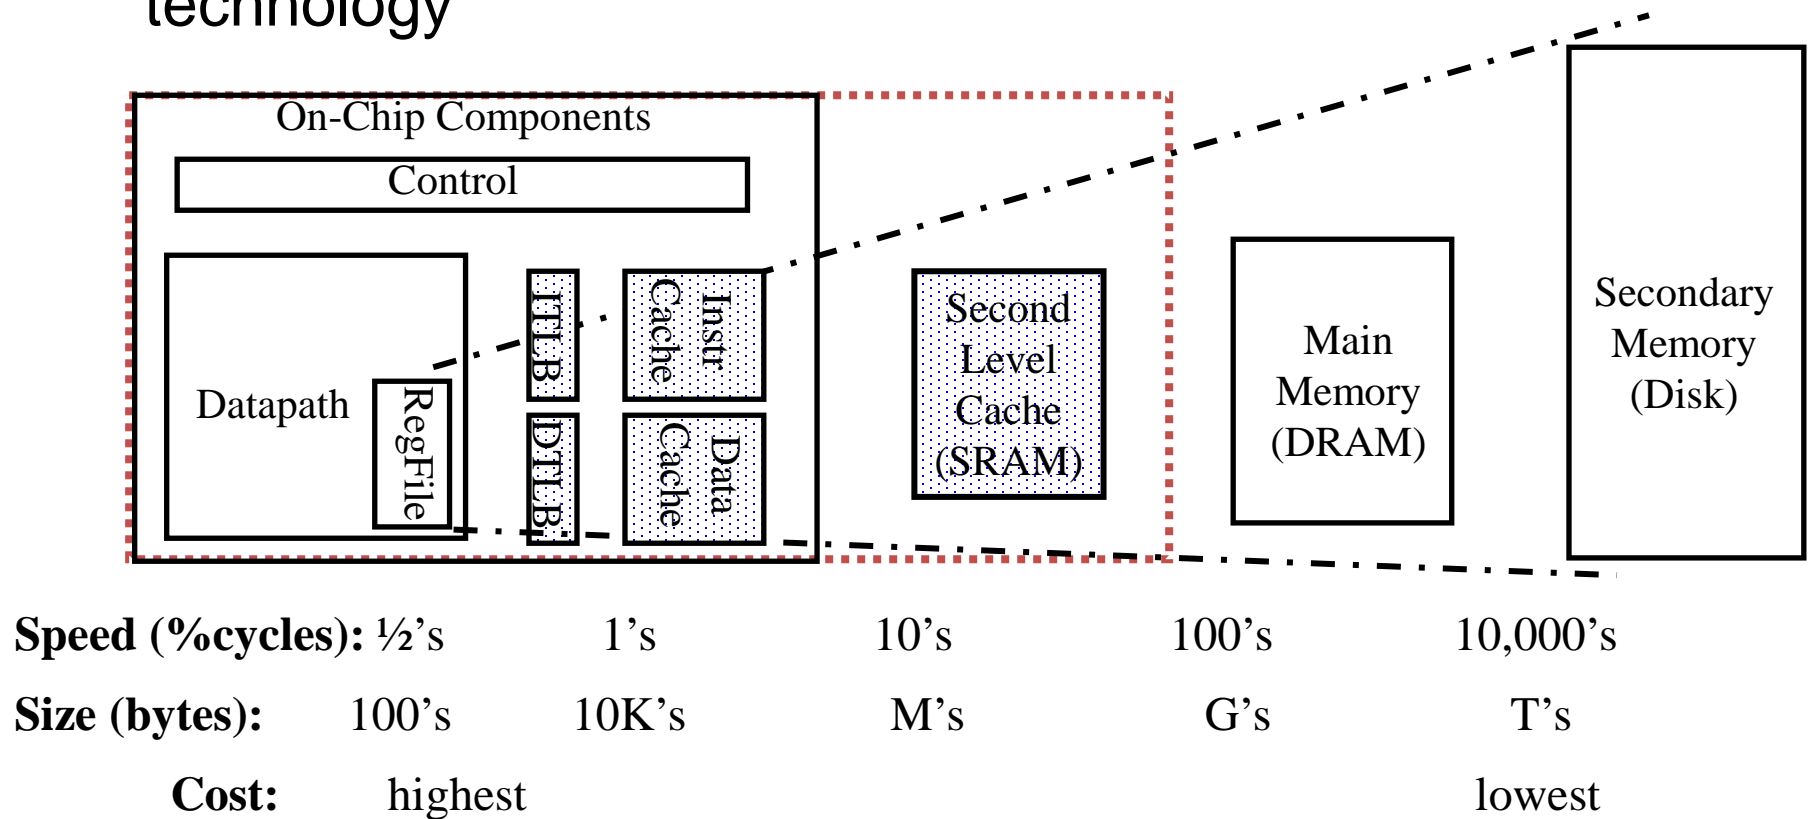 technology
On-Chip Components
Control
Datapath
RegFile
ITLB
DTLB
Instr
Cache
Data
Cache
Second
Level
Cache
(SRAM)
Main
Memory
(DRAM)
Secondary
Memory
(Disk)
Speed (%cycles): ½’s 1’s 10’s 100’s 10,000’s
Size (bytes): 100’s 10K’s M’s G’s T’s
Cost: highest lowest